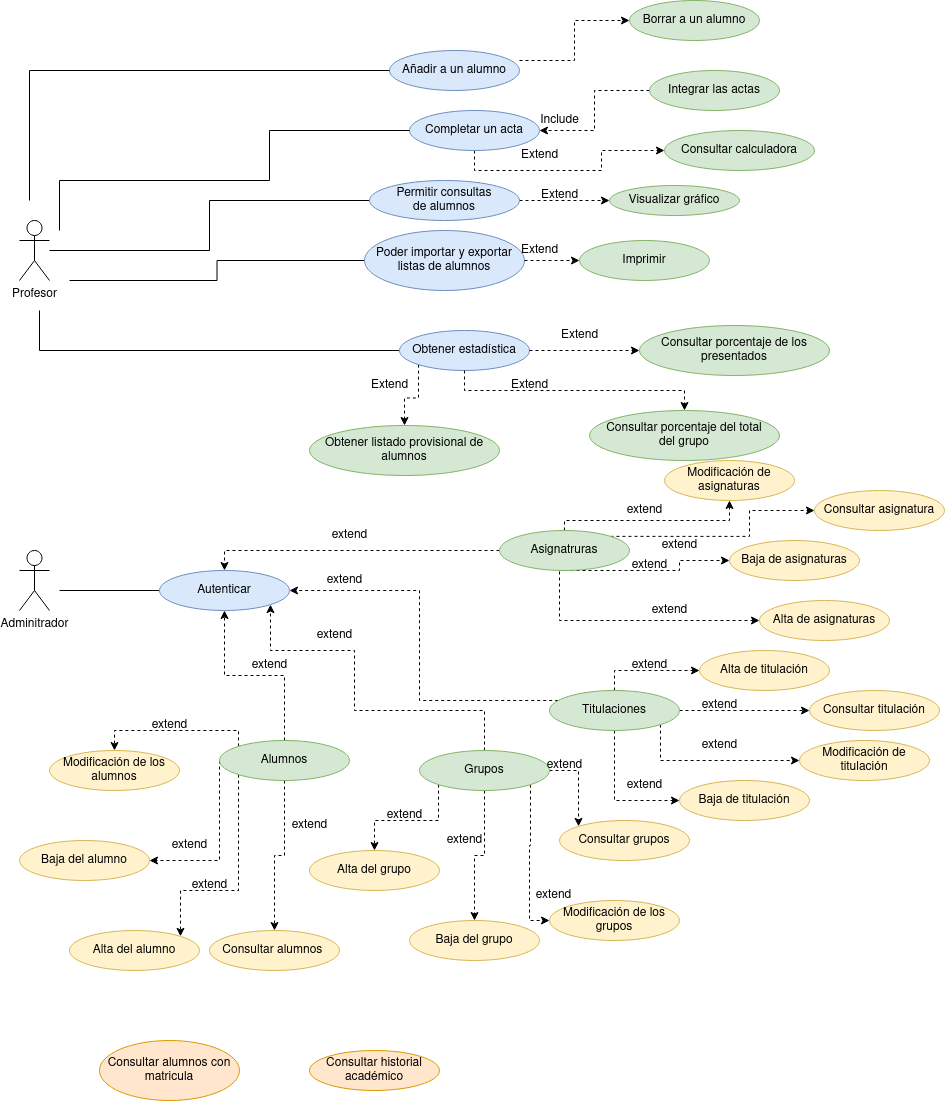 Borrar a un alumno
Añadir a un alumno
Integrar las actas
Include
Completar un acta
Extend
Consultar calculadora
Permitir consultas
de alumnos
Extend
Visualizar gráfico
Poder importar y exportar
listas de alumnos
Extend
Imprimir
Profesor
Obtener estadística
Extend
Consultar porcentaje de los
presentados
Extend
Extend
Obtener listado provisional de
alumnos
Consultar porcentaje del total
del grupo
Modificación de
asignaturas
extend
Consultar asignatura
extend
Asignatruras
extend
extend
Baja de asignaturas
Adminitrador
Autenticar
extend
extend
Alta de asignaturas
extend
extend
extend
Alta de titulación
Titulaciones
extend
Consultar titulación
extend
Modificación de
titulación
extend
Baja de titulación
extend
Modificación de los
alumnos
Alumnos
Grupos
extend
extend
Baja del alumno
extend
extend
extend
Consultar grupos
extend
Alta del grupo
extend
Modificación de los
grupos
Alta del alumno
Consultar alumnos
Baja del grupo
Consultar alumnos con
matricula
Consultar historial
académico